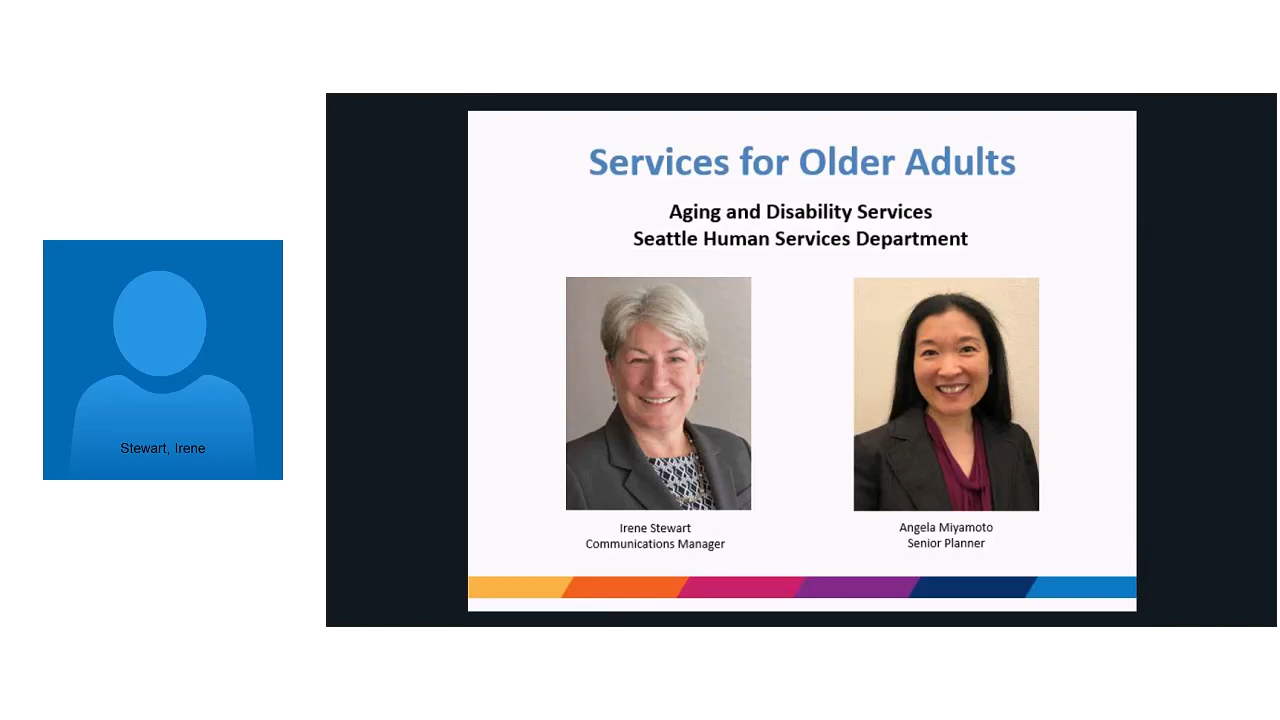 Services for Older Adults
Aging and Disability Services
Seattle Human Services Department
Stewart, Irene
Irene Stewart
Communications Manager
Angela Miyamoto
Senior Planner